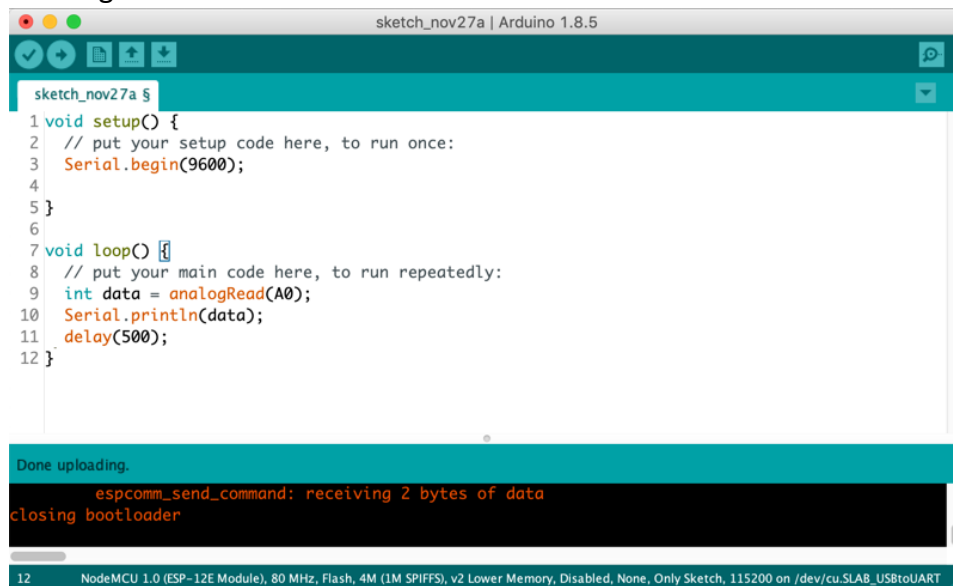 sketch_nov27a | Arduino 1.8.5
sketch_nov27a §
1 void setup() {
2   // put your setup code here, to run once:
3   Serial.begin(9600);
4
5 }
6
7 void loop() {
8   // put your main code here, to run repeatedly:
9   int data = analogRead(A0);
10   Serial.println(data);
11   delay(500);
12 }
Done uploading.
espcomm_send_command: receiving 2 bytes of data
closing bootloader
12 NodeMCU 1.0 (ESP-12E Module), 80 MHz, Flash, 4M (1M SPIFFS), v2 Lower Memory, Disabled, None, Only Sketch, 115200 on /dev/cu.SLAB_USBtoUART